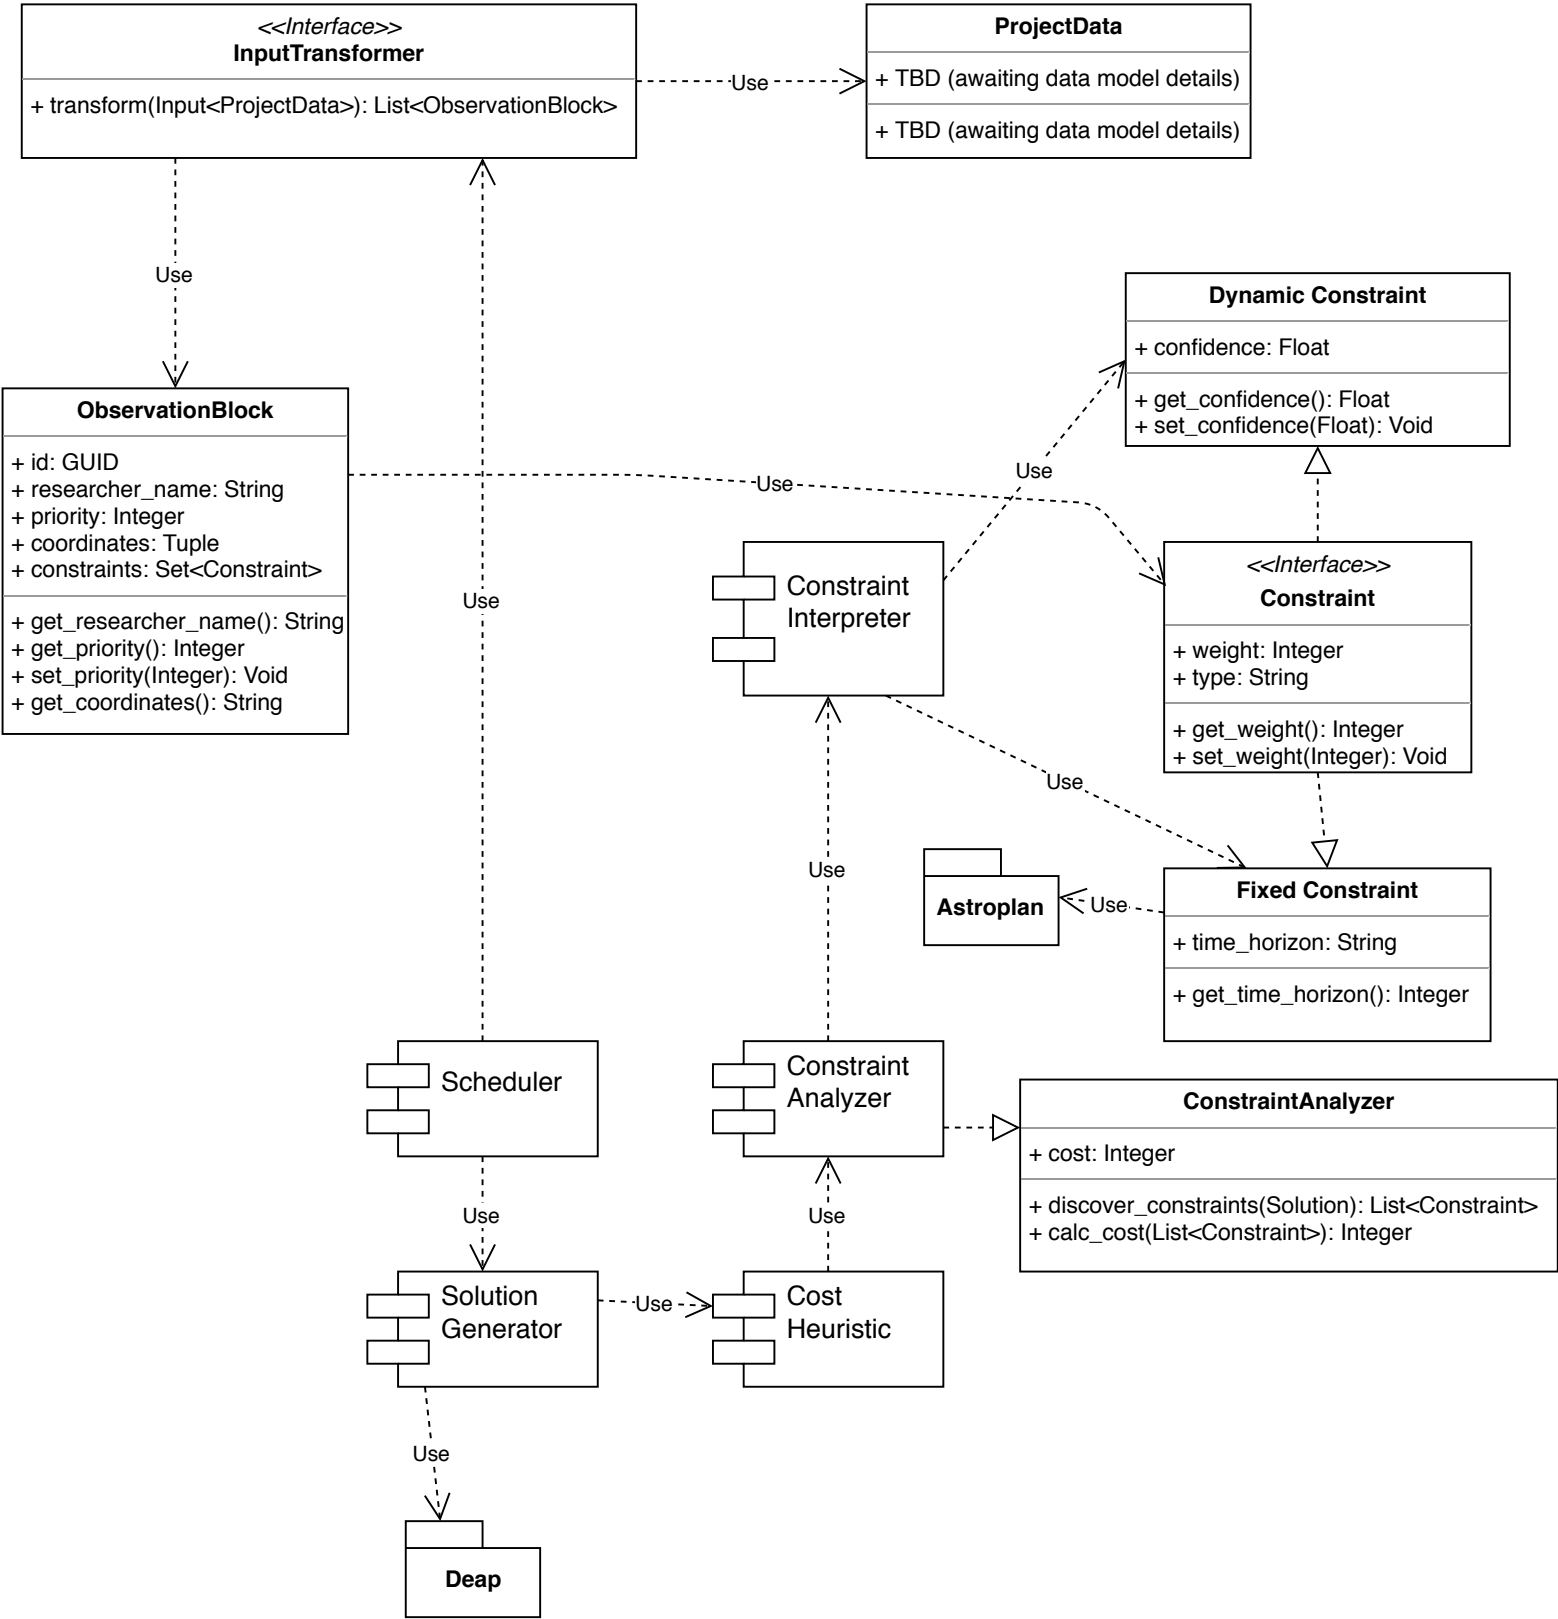 <<Interface>>
InputTransformer
+ transform(Input<ProjectData>): List<ObservationBlock>
Use
ProjectData
+ TBD (awaiting data model details)
+ TBD (awaiting data model details)
Use
Use
Dynamic Constraint
+ confidence: Float
+ get_confidence(): Float
+ set_confidence(Float): Void
ObservationBlock
+ id: GUID
+ researcher_name: String
+ priority: Integer
+ coordinates: Tuple
+ constraints: Set<Constraint>
+ get_researcher_name(): String
+ get_priority(): Integer
+ set_priority(Integer): Void
+ get_coordinates(): String
Use
Use
Constraint
Interpreter
<<Interface>>
Constraint
+ weight: Integer
+ type: String
+ get_weight(): Integer
+ set_weight(Integer): Void
Use
Use
Astroplan
Use
Fixed Constraint
+ time_horizon: String
+ get_time_horizon(): Integer
Scheduler
Constraint
Analyzer
ConstraintAnalyzer
+ cost: Integer
+ discover_constraints(Solution): List<Constraint>
+ calc_cost(List<Constraint>): Integer
Use
Use
Solution
Generator
Use
Cost
Heuristic
Use
Deap